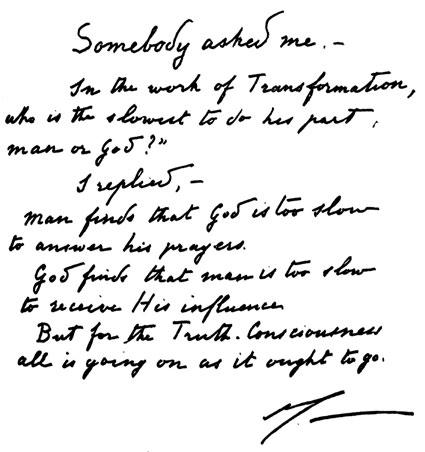 Somebody asked me. —
In the work of Transformation,
who is the slowest to do his part,
man or God?"
I replied, —
man finds that God is too slow
to answer his prayers.
God finds that man is too slow
to receive His influence
But for the Truth-Consciousness
all is going on as it ought to go.